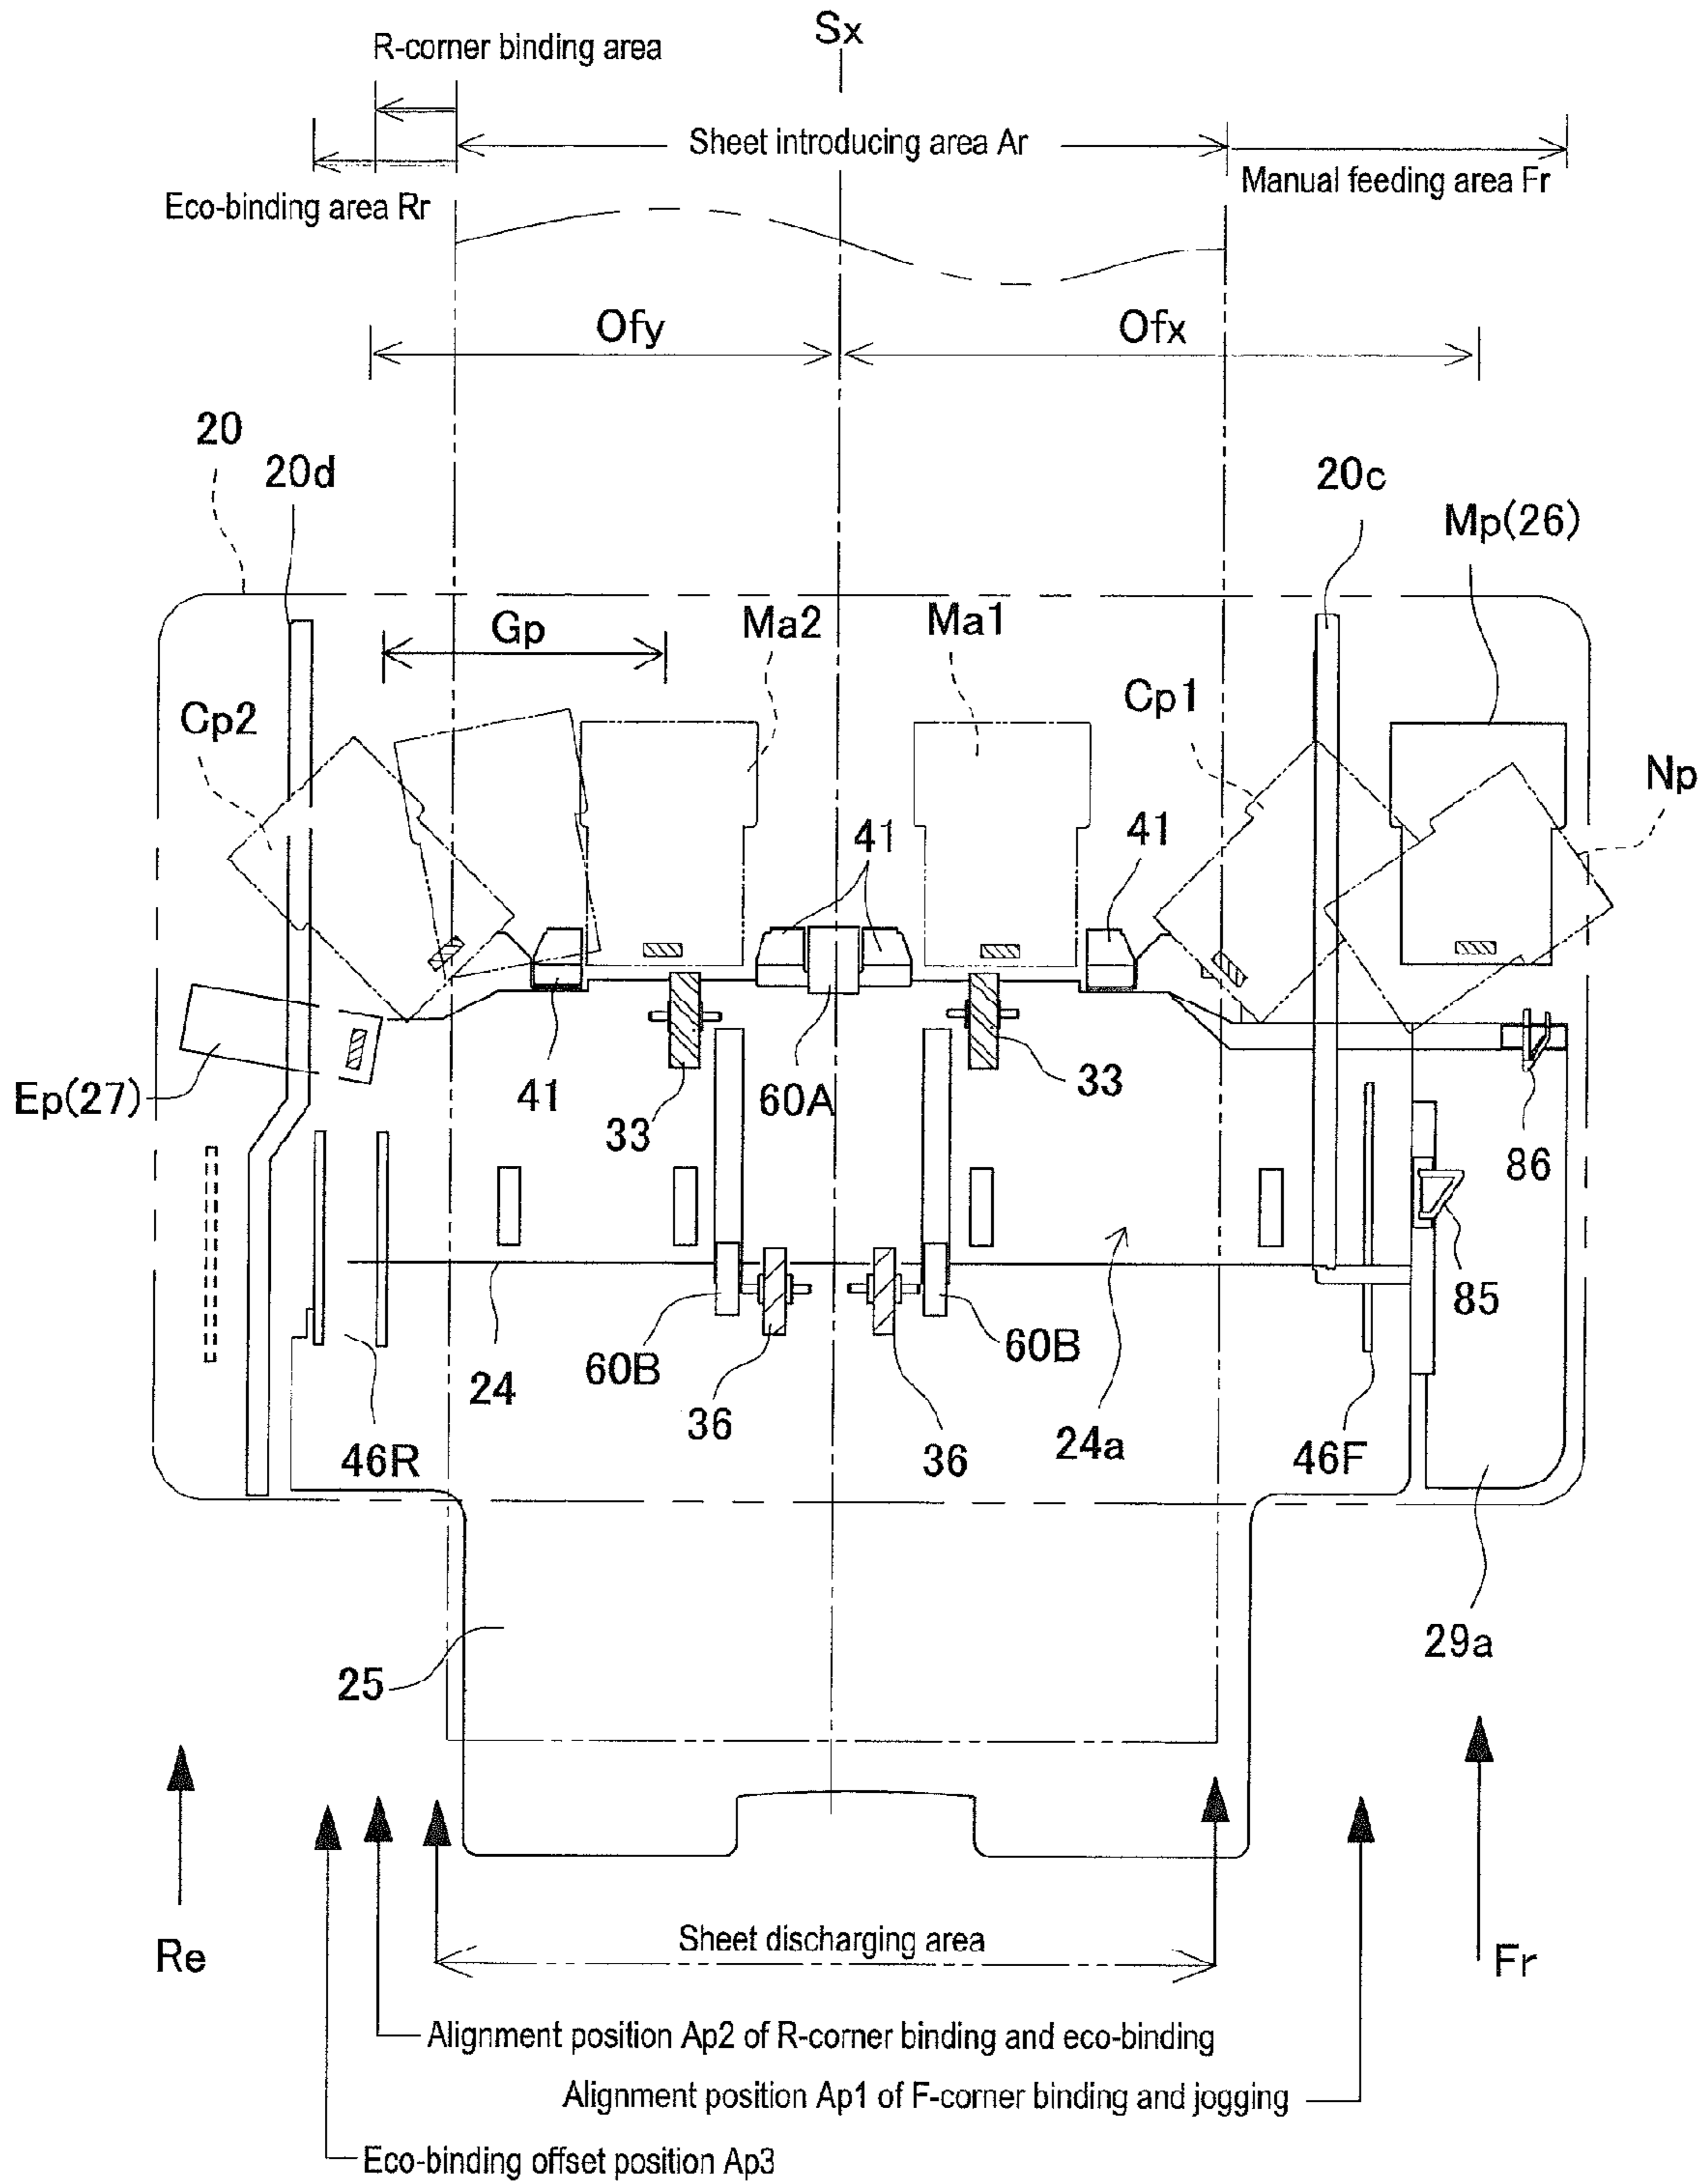 Sx
R-corner binding area
Sheet introducing area Ar
Manual feeding area Fr
Eco-binding area Rr
Ofy
Ofx
20
20d
20c
Mp(26)
Gp
Ma2
Ma1
Cp2
Cp1
Np
41
41
Ep(27)
41
33
60A
33
86
85
24
60B
36
60B
36
24a
46R
46F
25
29a
Re
Sheet discharging area
Fr
Alignment position Ap2 of R-corner binding and eco-binding
Alignment position Ap1 of F-corner binding and jogging
Eco-binding offset position Ap3